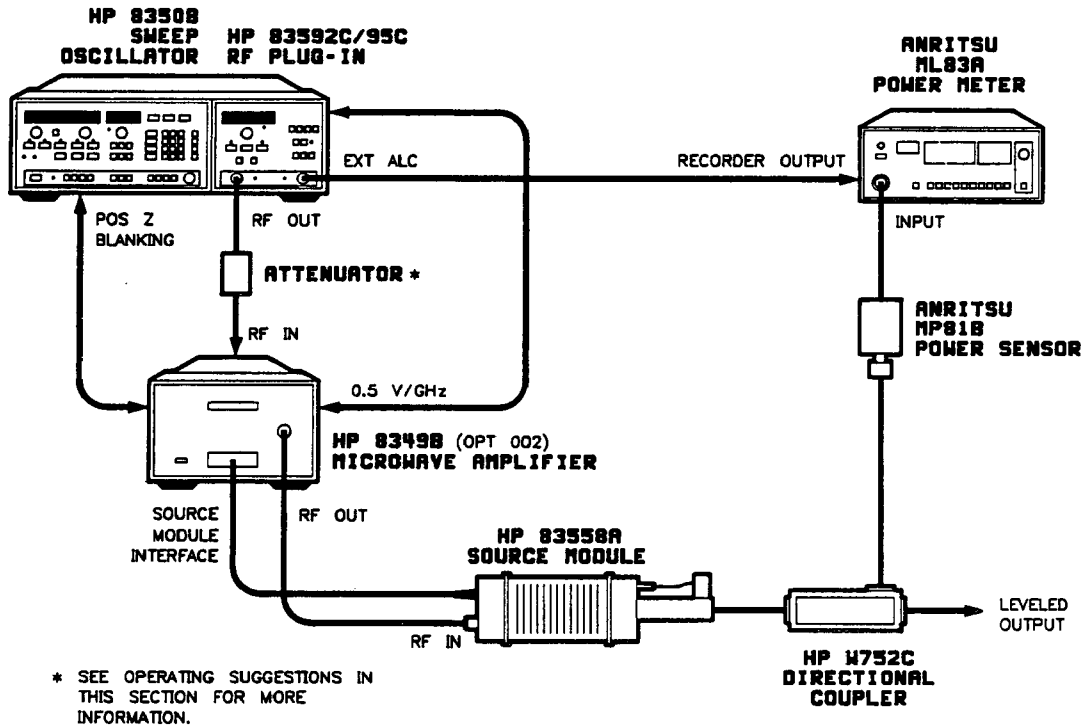 HP 8350B
SWEEP
OSCILLATOR
HP 83592C/95C
RF PLUG-IN
ANRITSU
ML83A
POWER METER
EXT ALC
RECORDER OUTPUT
POS Z
BLANKING
RF OUT
INPUT
ATTENUATOR *
RF IN
ANRITSU
MP81B
POWER SENSOR
0.5 V/GHz
HP 8349B (OPT 002)
MICROWAVE AMPLIFIER
SOURCE
MODULE
INTERFACE
RF OUT
HP 83558A
SOURCE MODULE
RF IN
LEVELED
OUTPUT
HP W752C
DIRECTIONAL
COUPLER
* SEE OPERATING SUGGESTIONS IN
THIS SECTION FOR MORE
INFORMATION.